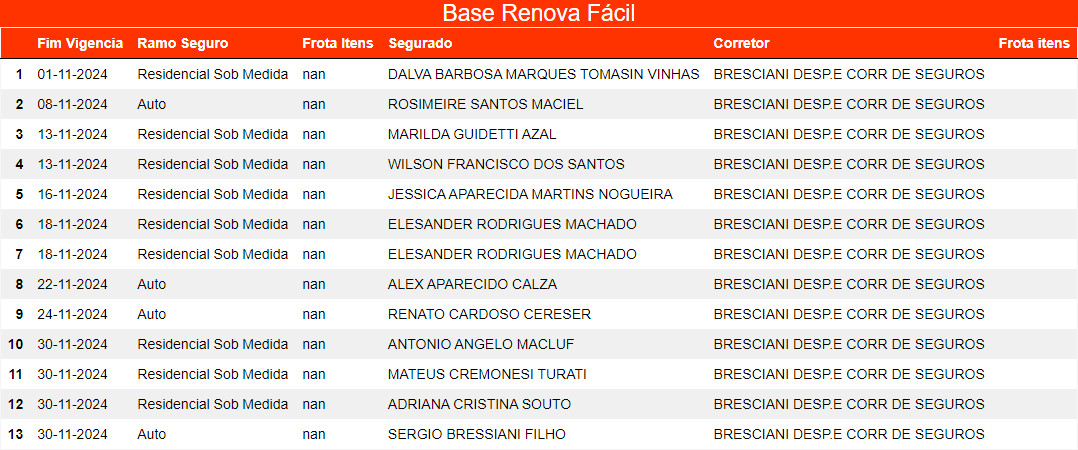 Base Renova Fácil
Fim Vigencia Ramo Seguro Frota Itens Segurado Corretor Frota itens
1 01-11-2024 Residencial Sob Medida nan DALVA BARBOSA MARQUES TOMASIN VINHAS BRESCIANI DESP.E CORR DE SEGUROS
2 08-11-2024 Auto nan ROSIMEIRE SANTOS MACIEL BRESCIANI DESP.E CORR DE SEGUROS
3 13-11-2024 Residencial Sob Medida nan MARILDA GUIDETTI AZAL BRESCIANI DESP.E CORR DE SEGUROS
4 13-11-2024 Residencial Sob Medida nan WILSON FRANCISCO DOS SANTOS BRESCIANI DESP.E CORR DE SEGUROS
5 16-11-2024 Residencial Sob Medida nan JESSICA APARECIDA MARTINS NOGUEIRA BRESCIANI DESP.E CORR DE SEGUROS
6 18-11-2024 Residencial Sob Medida nan ELESANDER RODRIGUES MACHADO BRESCIANI DESP.E CORR DE SEGUROS
7 18-11-2024 Residencial Sob Medida nan ELESANDER RODRIGUES MACHADO BRESCIANI DESP.E CORR DE SEGUROS
8 22-11-2024 Auto nan ALEX APARECIDO CALZA BRESCIANI DESP.E CORR DE SEGUROS
9 24-11-2024 Auto nan RENATO CARDOSO CERESER BRESCIANI DESP.E CORR DE SEGUROS
10 30-11-2024 Residencial Sob Medida nan ANTONIO ANGELO MACLUF BRESCIANI DESP.E CORR DE SEGUROS
11 30-11-2024 Residencial Sob Medida nan MATEUS CREMONESI TURATI BRESCIANI DESP.E CORR DE SEGUROS
12 30-11-2024 Residencial Sob Medida nan ADRIANA CRISTINA SOUTO BRESCIANI DESP.E CORR DE SEGUROS
13 30-11-2024 Auto nan SERGIO BRESSIANI FILHO BRESCIANI DESP.E CORR DE SEGUROS